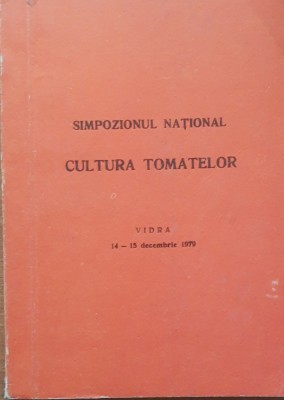 SIMPOZIONUL NAȚIONAL
CULTURA TOMATELOR
VIDRA
14 — 15 decembrie 1979